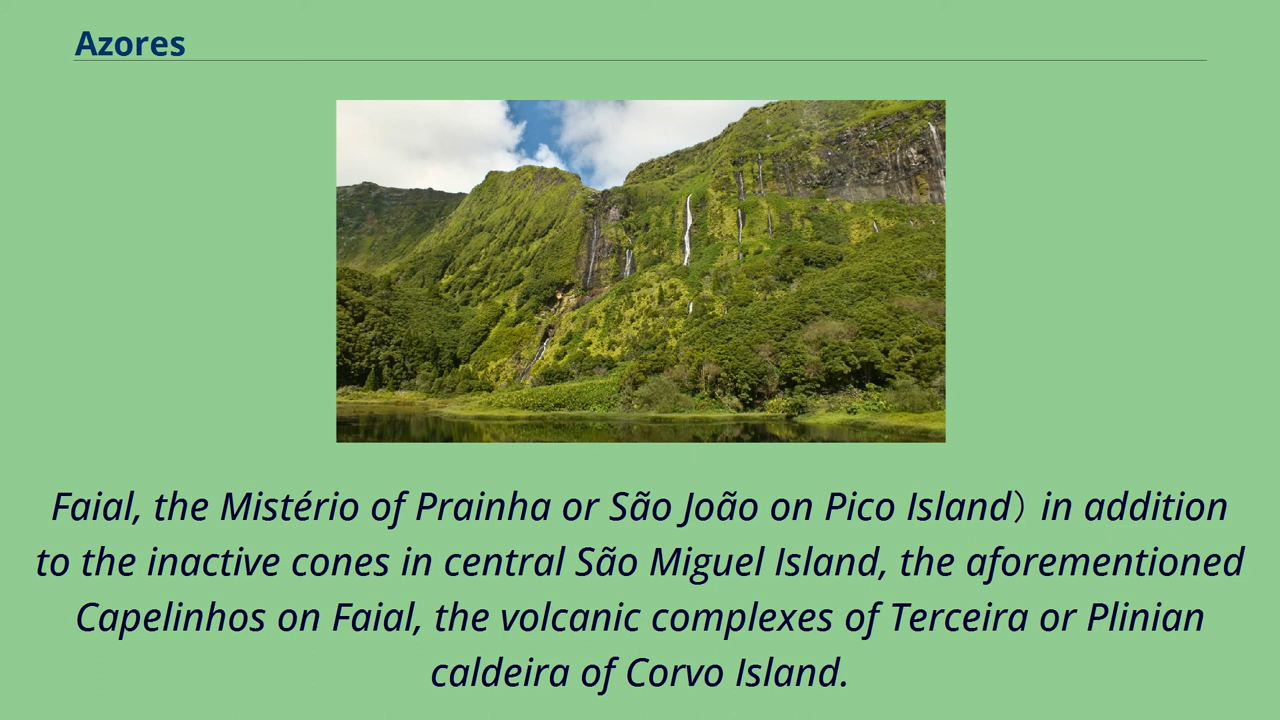 Azores
Faial, the Mistério of Prainha or São João on Pico Island) in addition
to the inactive cones in central São Miguel Island, the aforementioned
Capelinhos on Faial, the volcanic complexes of Terceira or Plinian
caldeira of Corvo Island.